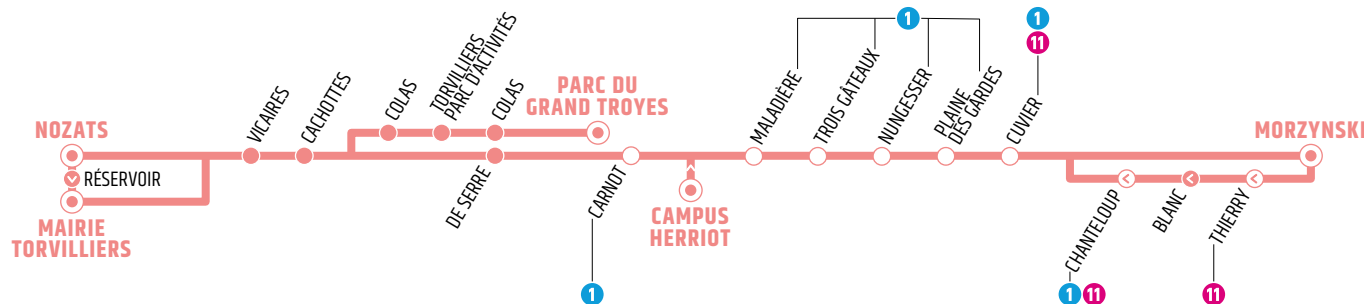 NOZATS
RÉSERVOIR
MAIRIE
TORVILLIERS
VICAIRES
CACHOTTES
COLAS
TORVILLIERS
PARC D'ACTIVITÉS
COLAS
PARC DU
GRAND TROYES
DE SERRE
CARNOT
1
CAMPUS
HERRIOT
MALADIÈRE
TROIS GÂTEAUX
1
NUNGESSER
PLAINE
DES GARDES
1
11
CUVIER
CHANTELOUP
1 11
BLANC
THIERRY
11
MORZYNSKI